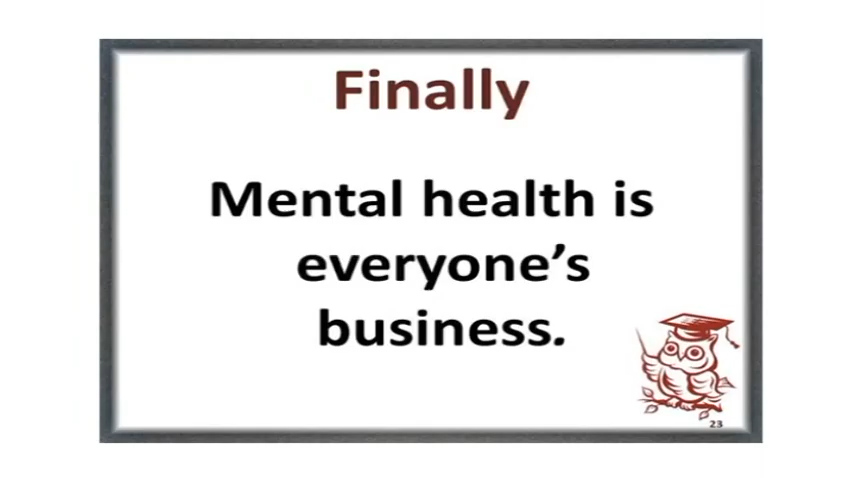 Finally
Mental health is
everyone’s
business.
23